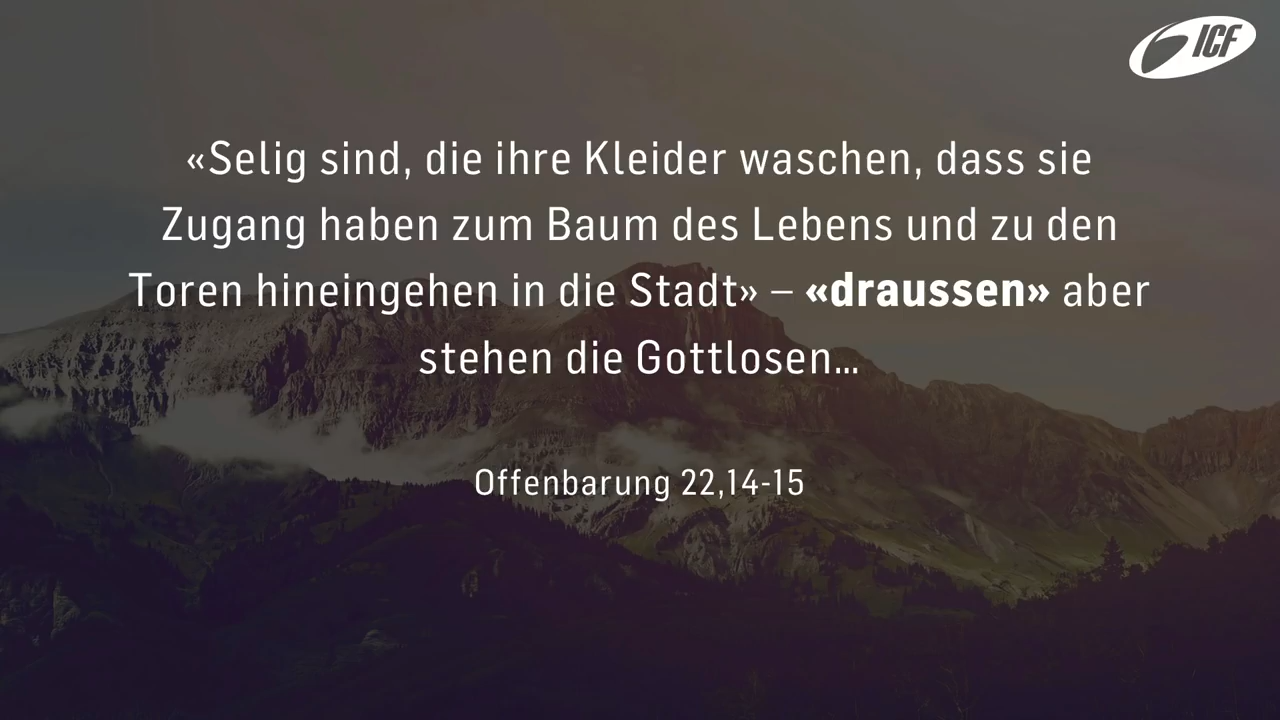 ICF
«Selig sind, die ihre Kleider waschen, dass sie
Zugang haben zum Baum des Lebens und zu den
Toren hineingehen in die Stadt» – «draussen» aber
stehen die Gottlosen…
Offenbarung 22,14-15